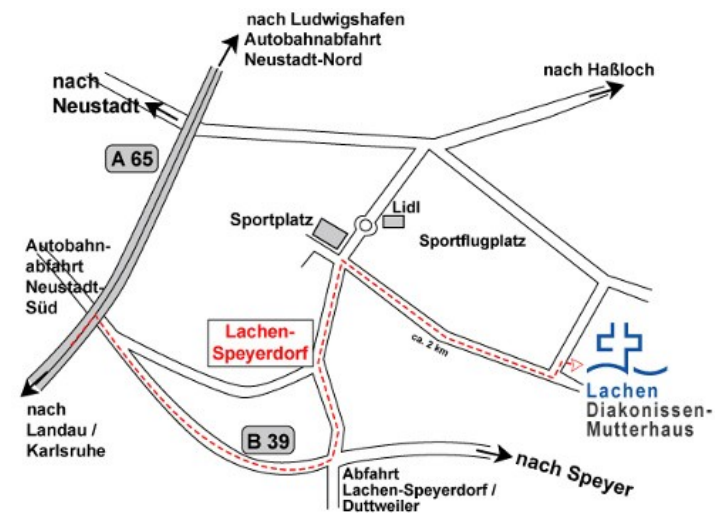 nach Ludwigshafen
Autobahnabfahrt
Neustadt-Nord
nach Haßloch
nach
Neustadt
A 65
Lidl
Sportplatz
Sportflugplatz
Autobahn-
abfahrt
Neustadt-
Süd
Lachen-
Speyerdorf
ca. 2 km
Lachen
Diakonissen-
Mutterhaus
nach
Landau /
Karlsruhe
B 39
nach Speyer
Abfahrt
Lachen-Speyerdorf /
Duttweiler